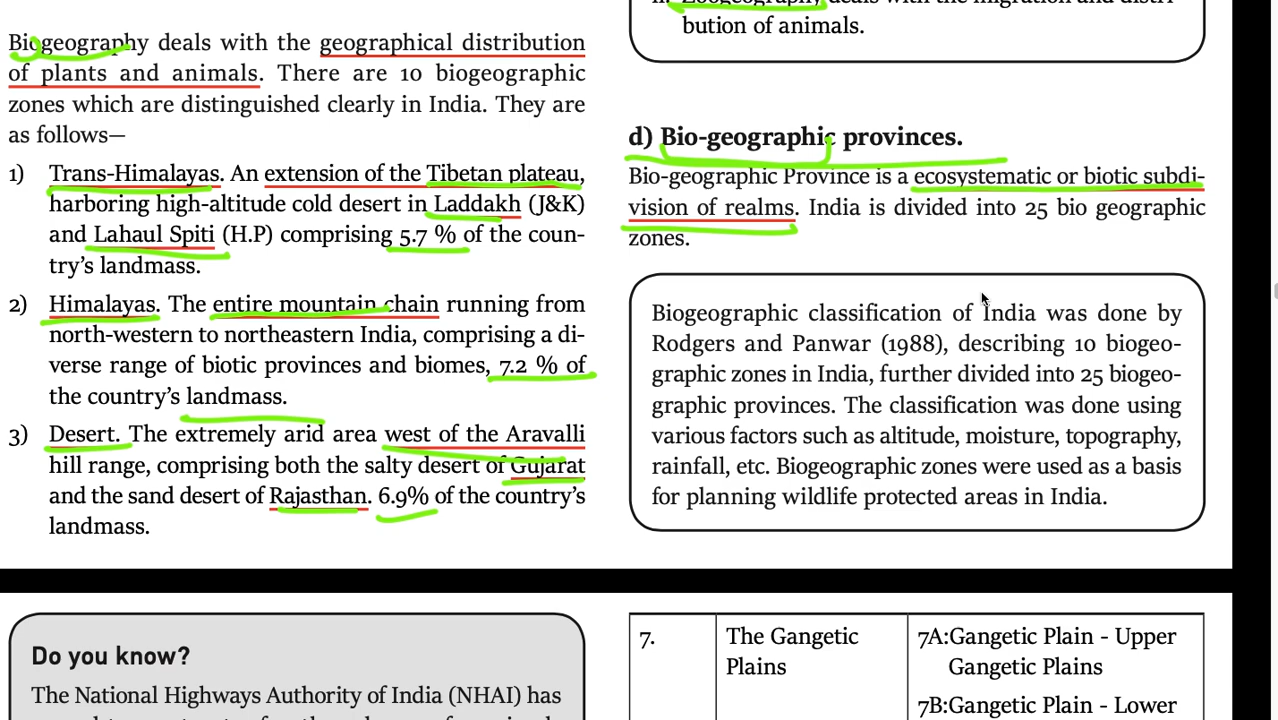 Biogeography deals with the geographical distribution
of plants and animals. There are 10 biogeographic
zones which are distinguished clearly in India. They are
as follows—
1) Trans-Himalayas. An extension of the Tibetan plateau,
harboring high-altitude cold desert in Laddakh (J&K)
and Lahaul Spiti (H.P) comprising 5.7 % of the coun-
try's landmass.
2) Himalayas. The entire mountain chain running from
north-western to northeastern India, comprising a di-
verse range of biotic provinces and biomes, 7.2 % of
the country's landmass.
3) Desert. The extremely arid area west of the Aravalli
hill range, comprising both the salty desert of Gujarat
and the sand desert of Rajasthan. 6.9% of the country's
landmass.
bution of animals.
d) Bio-geographic provinces.
Bio-geographic Province is a ecosystematic or biotic subdi-
vision of realms. India is divided into 25 bio geographic
zones.
Biogeographic classification of India was done by
Rodgers and Panwar (1988), describing 10 biogeo-
graphic zones in India, further divided into 25 biogeo-
graphic provinces. The classification was done using
various factors such as altitude, moisture, topography,
rainfall, etc. Biogeographic zones were used as a basis
for planning wildlife protected areas in India.
Do you know?
The National Highways Authority of India (NHAI) has
7. The Gangetic 7A:Gangetic Plain - Upper
Plains Gangetic Plains
7B:Gangetic Plain - Lower